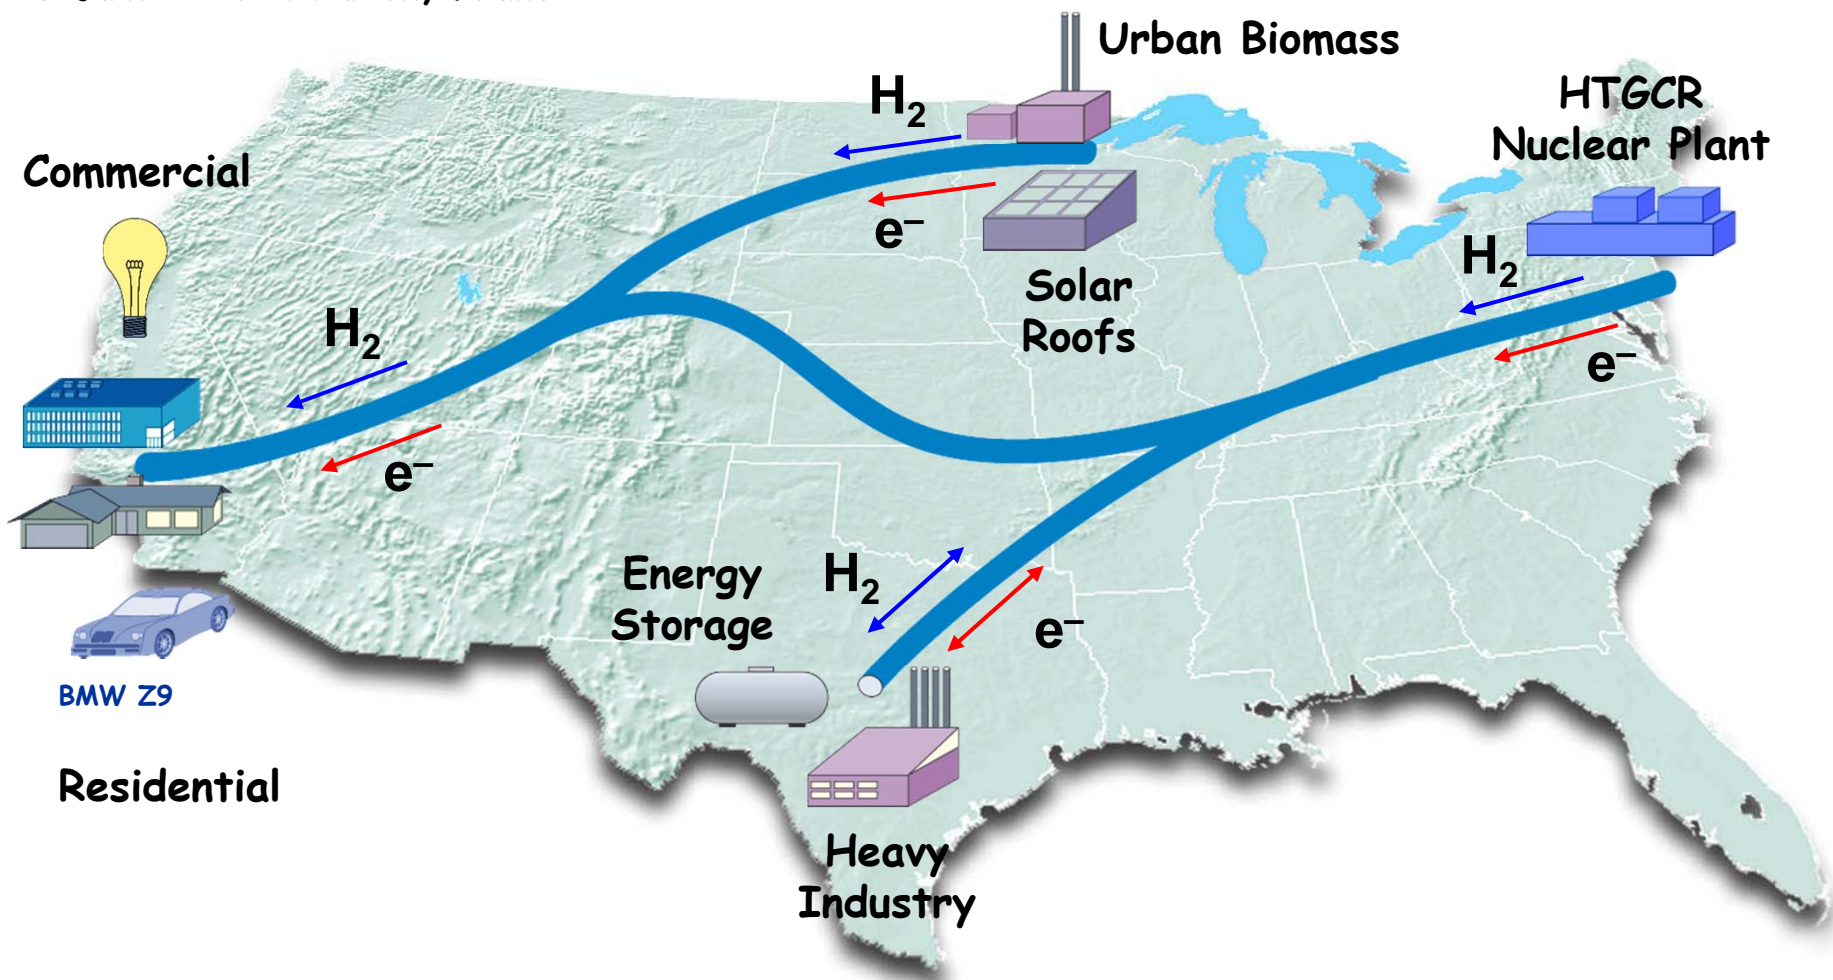 Urban Biomass
HTGCR
Nuclear Plant
H₂
Commercial
e⁻
H₂
Solar
Roofs
H₂
e⁻
e⁻
Energy
Storage
H₂
e⁻
BMW Z9
Residential
Heavy
Industry